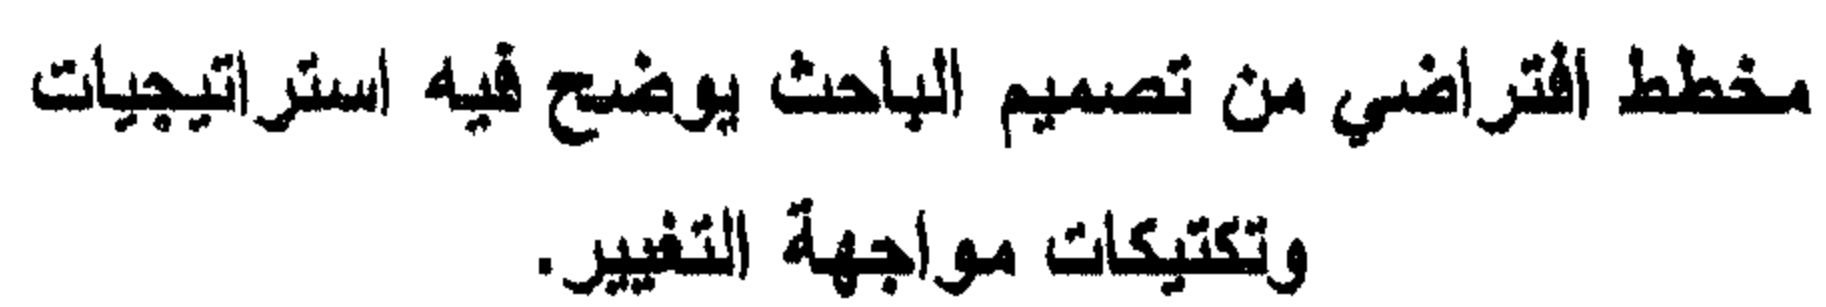 مخطط افتراضي من تصميم الباحث يوضح فيه استراتيجيات
وتكتيكات مواجهة التغيير.